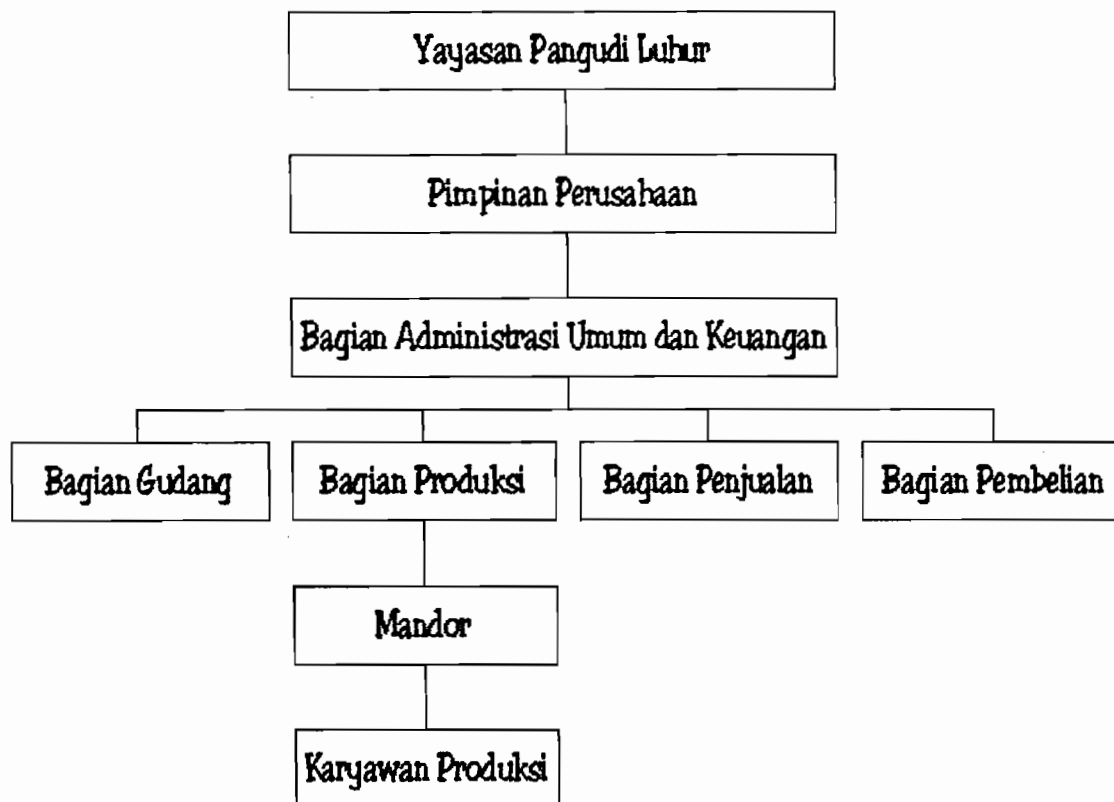 Yayasan Pangudi Luhur
Pimpinan Perusahaan
Bagian Administrasi Umum dan Keuangan
Bagian Gudang
Bagian Produksi
Bagian Penjualan
Bagian Pembelian
Mandor
Karyawan Produksi